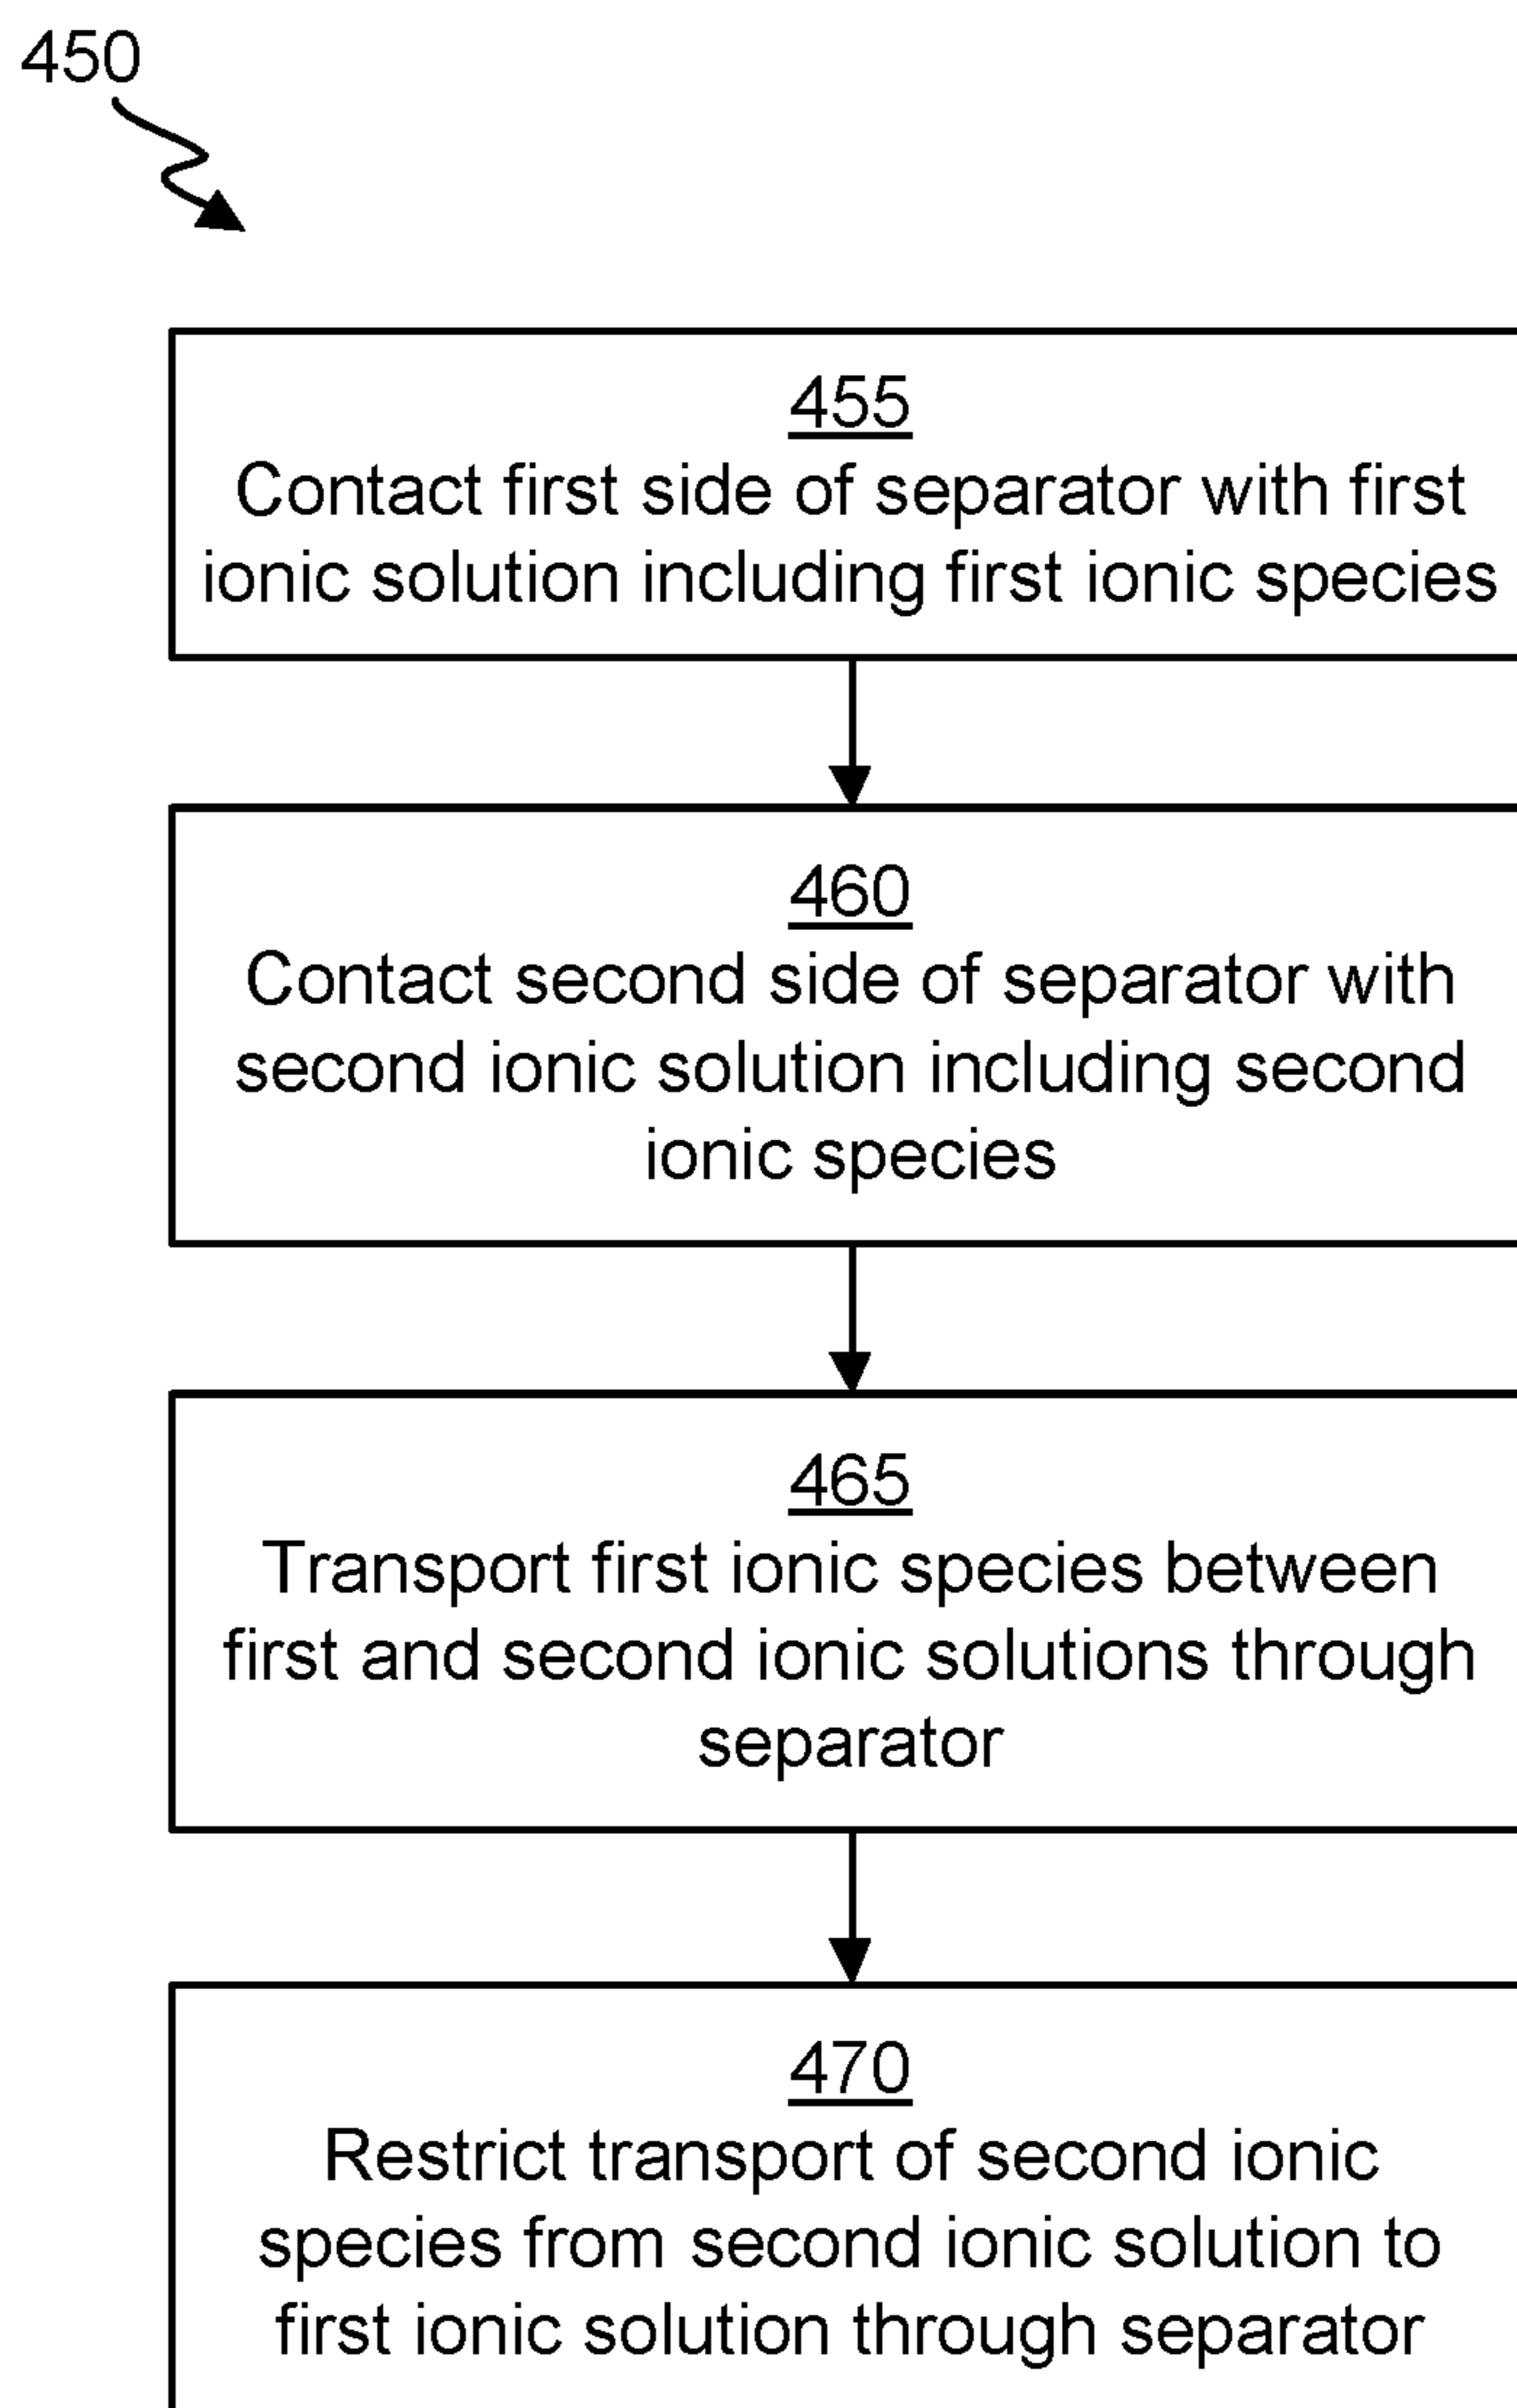 450
455
Contact first side of separator with first
ionic solution including first ionic species
460
Contact second side of separator with
second ionic solution including second
ionic species
465
Transport first ionic species between
first and second ionic solutions through
separator
470
Restrict transport of second ionic
species from second ionic solution to
first ionic solution through separator